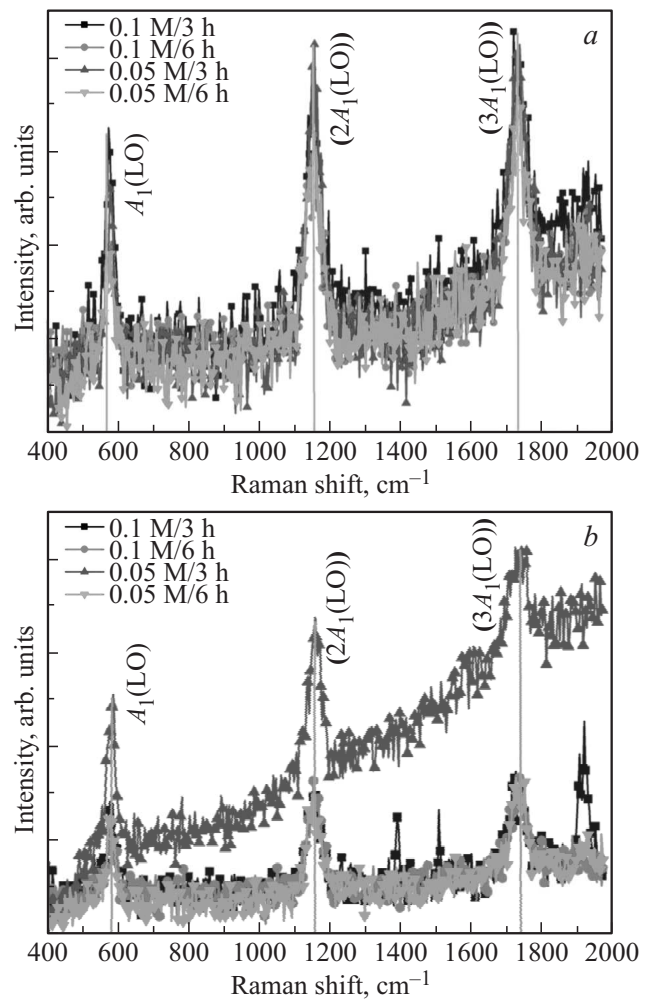 a
0.1 M/3 h
0.1 M/6 h
0.05 M/3 h
0.05 M/6 h
A₁(LO)
(2A₁(LO))
(3A₁(LO))
Intensity, arb. units
400 600 800 1000 1200 1400 1600 1800 2000
Raman shift, cm⁻¹
b
0.1 M/3 h
0.1 M/6 h
0.05 M/3 h
0.05 M/6 h
A₁(LO)
(2A₁(LO))
(3A₁(LO))
Intensity, arb. units
400 600 800 1000 1200 1400 1600 1800 2000
Raman shift, cm⁻¹